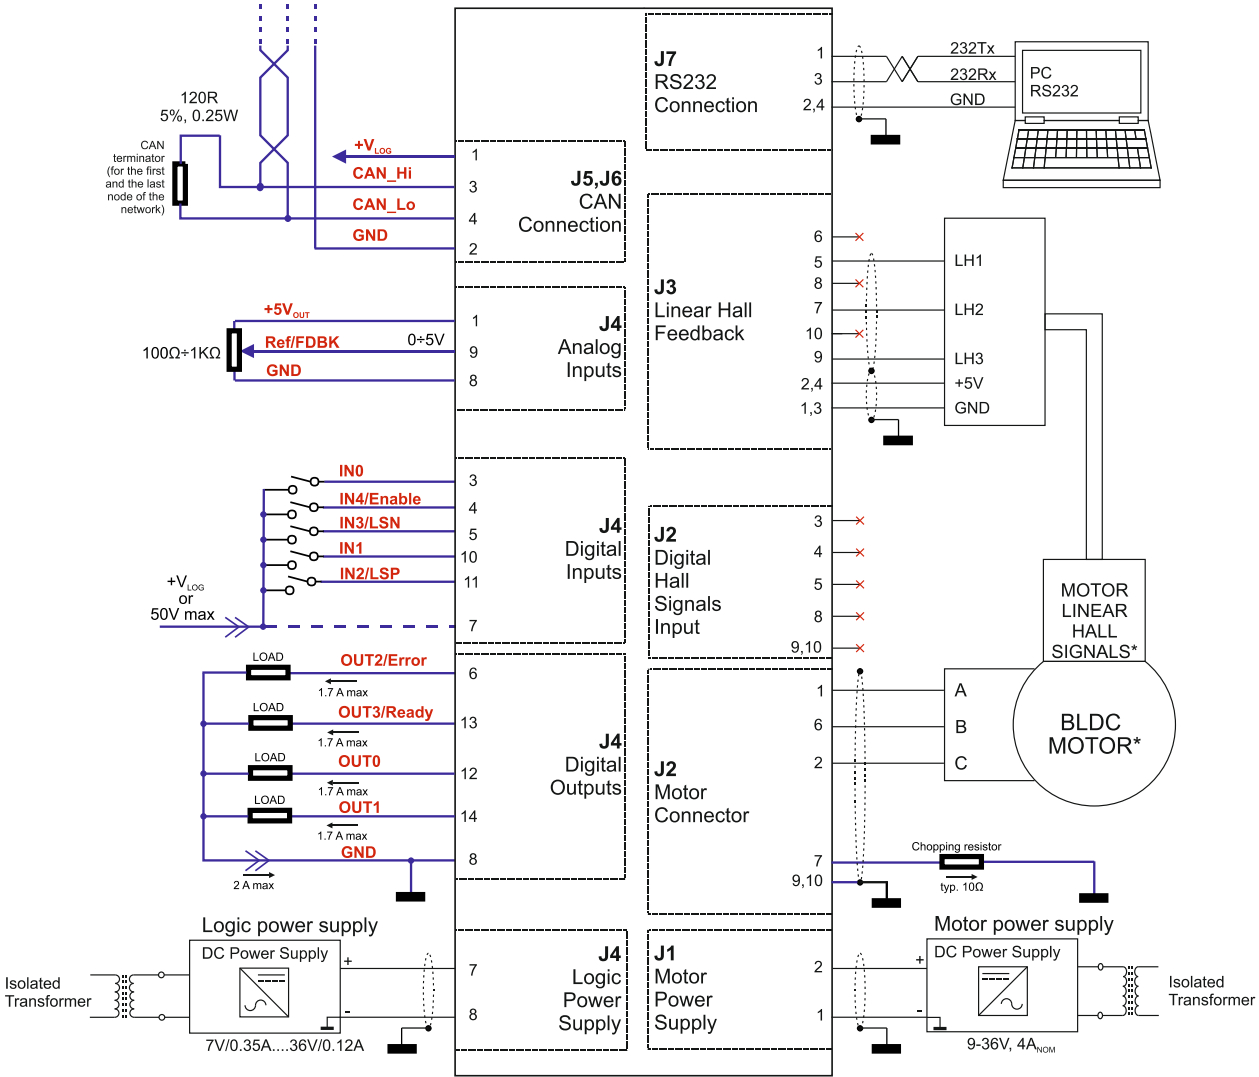 120R
5%, 0.25W
CAN
terminator
(for the first
and the last
node of the
network)
+VLOG
CAN_Hi
CAN_Lo
GND
1
3
4
2
J5,J6
CAN
Connection
+5VOUT
Ref/FDBK
0÷5V
GND
100Ω÷1KΩ
1
9
8
J4
Analog
Inputs
IN0
IN4/Enable
IN3/LSN
IN1
IN2/LSP
+VLOG
or
50V max
3
4
5
10
11
7
J4
Digital
Inputs
LOAD
OUT2/Error
1.7 A max
LOAD
OUT3/Ready
1.7 A max
LOAD
OUT0
1.7 A max
LOAD
OUT1
1.7 A max
GND
2 A max
6
13
12
14
8
J4
Digital
Outputs
Logic power supply
DC Power Supply
+
-
Isolated
Transformer
7V/0.35A....36V/0.12A
7
8
J4
Logic
Power
Supply
J7
RS232
Connection
1
3
2,4
232Tx
232Rx
GND
PC
RS232
J3
Linear Hall
Feedback
6
5
8
7
10
9
2,4
1,3
LH1
LH2
LH3
+5V
GND
J2
Digital
Hall
Signals
Input
3
4
5
8
9,10
MOTOR
LINEAR
HALL
SIGNALS*
BLDC
MOTOR*
J2
Motor
Connector
1
6
2
7
9,10
A
B
C
Chopping resistor
typ. 10Ω
J1
Motor
Power
Supply
2
1
Motor power supply
DC Power Supply
+
-
9-36V, 4ANOM
Isolated
Transformer